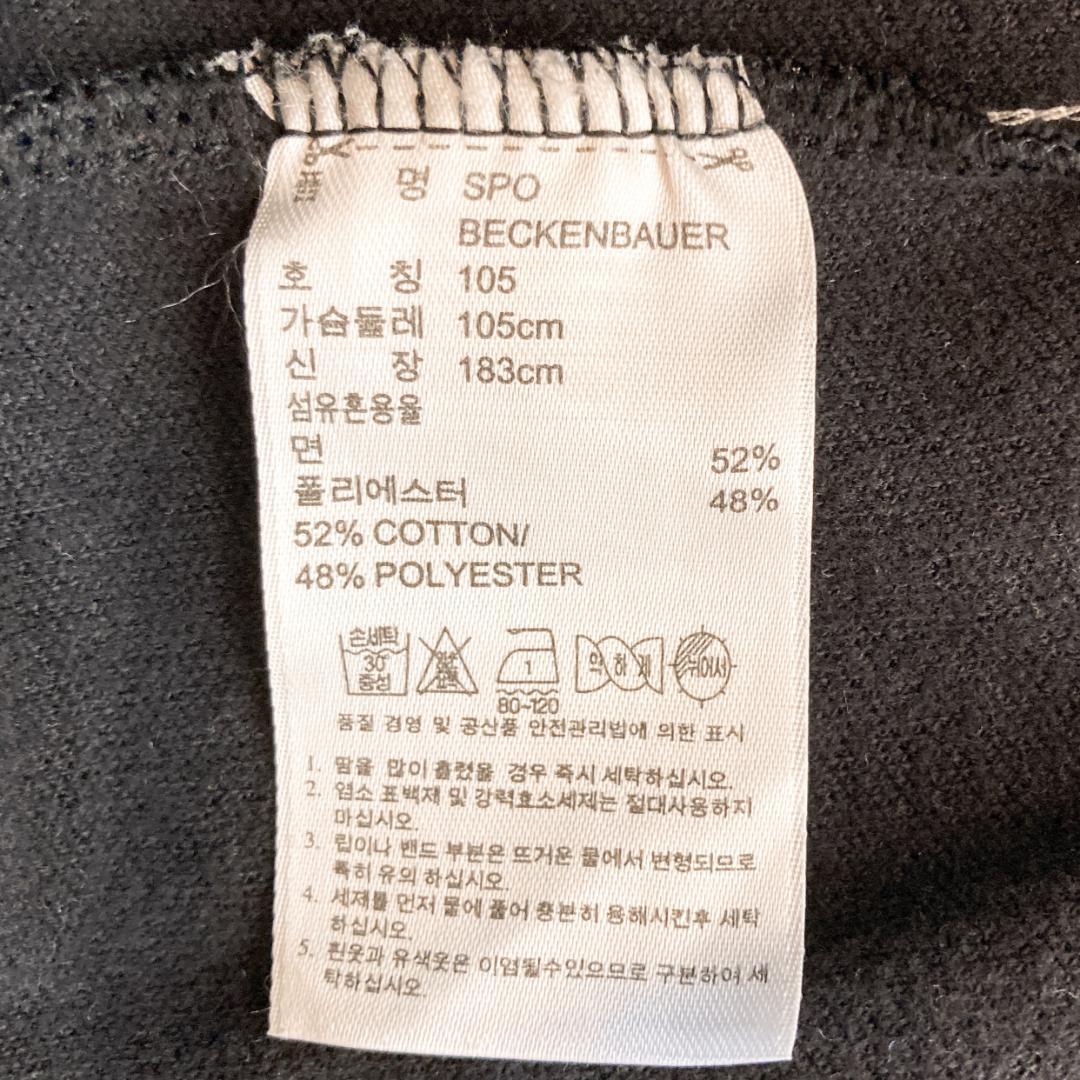 품 명 SPO
BECKENBAUER
호 칭 105
가슴둘레 105cm
신 장 183cm
섬유혼용율
면 52%
폴리에스터 48%
52% COTTON/
48% POLYESTER
손세탁
30°
중성
1
80~120
약하게
뉘어서
품질 경영 및 공산품 안전관리법에 의한 표시
1. 땀을 많이 흘렸을 경우 즉시 세탁하십시오.
2. 염소 표백제 및 강력효소세제는 절대사용하지
마십시오.
3. 립이나 밴드 부분은 뜨거운 물에서 변형되므로
특히 유의 하십시오.
4. 세제를 먼저 물에 풀어 충분히 용해시킨후 세탁
하십시오.
5. 흰옷과 유색옷은 이염될수있으므로 구분하여 세
탁하십시오.